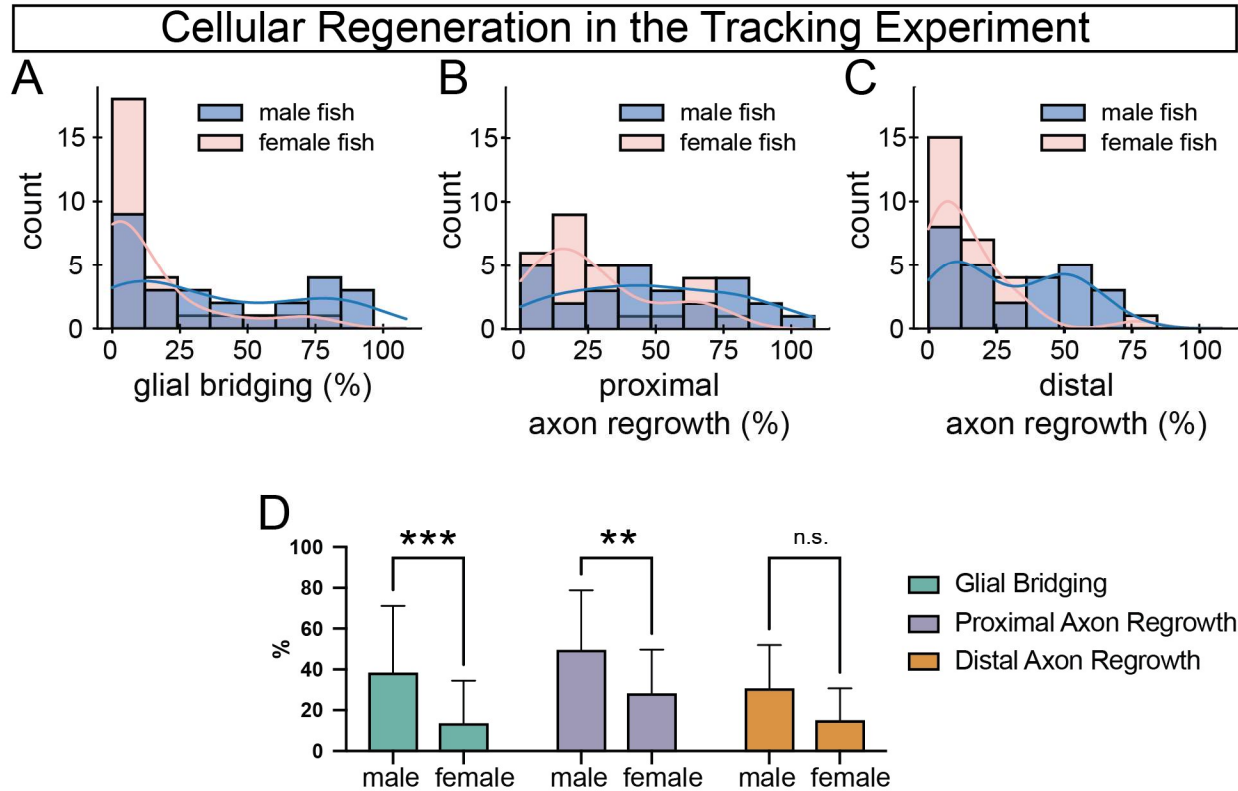 Cellular Regeneration in the Tracking Experiment
A
male fish
female fish
count
15
10
5
0
0 25 50 75 100
glial bridging (%)
B
male fish
female fish
count
15
10
5
0
0 25 50 75 100
proximal
axon regrowth (%)
C
male fish
female fish
count
15
10
5
0
0 25 50 75 100
distal
axon regrowth (%)
D
%
100
80
60
40
20
0
*** ** n.s.
male female male female male female
Glial Bridging
Proximal Axon Regrowth
Distal Axon Regrowth